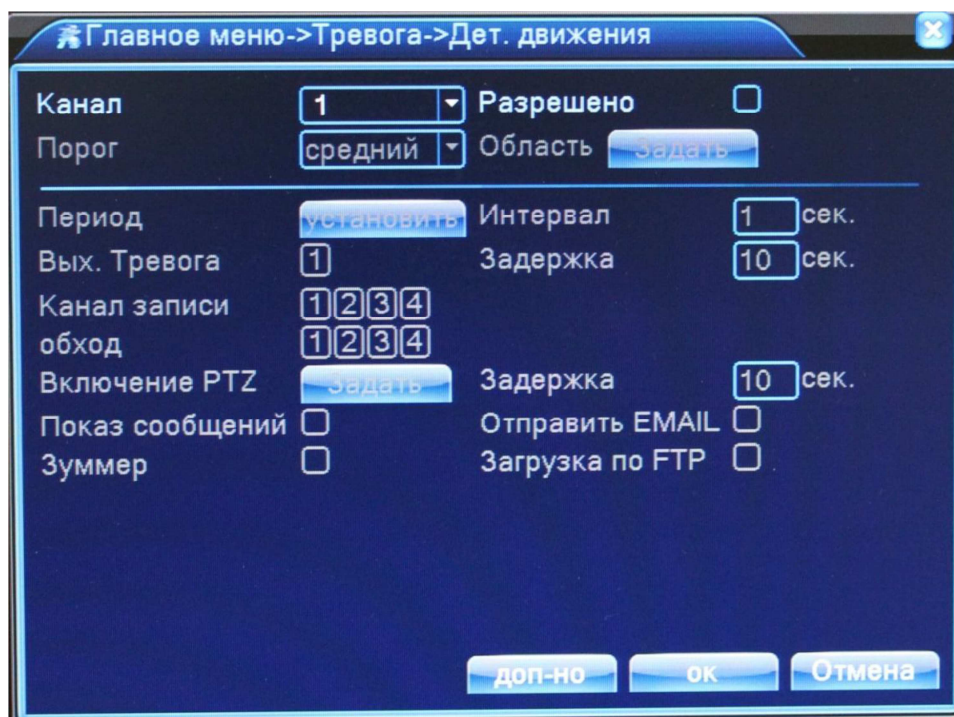 Главное меню->Тревога->Дет. движения
Канал 1 Разрешено
Порог средний Область Задать
Период установить Интервал 1 сек.
Вых. Тревога 1 Задержка 10 сек.
Канал записи 1 2 3 4
обход 1 2 3 4
Включение PTZ Задать Задержка 10 сек.
Показ сообщений Отправить EMAIL
Зуммер Загрузка по FTP
доп-но ок Отмена